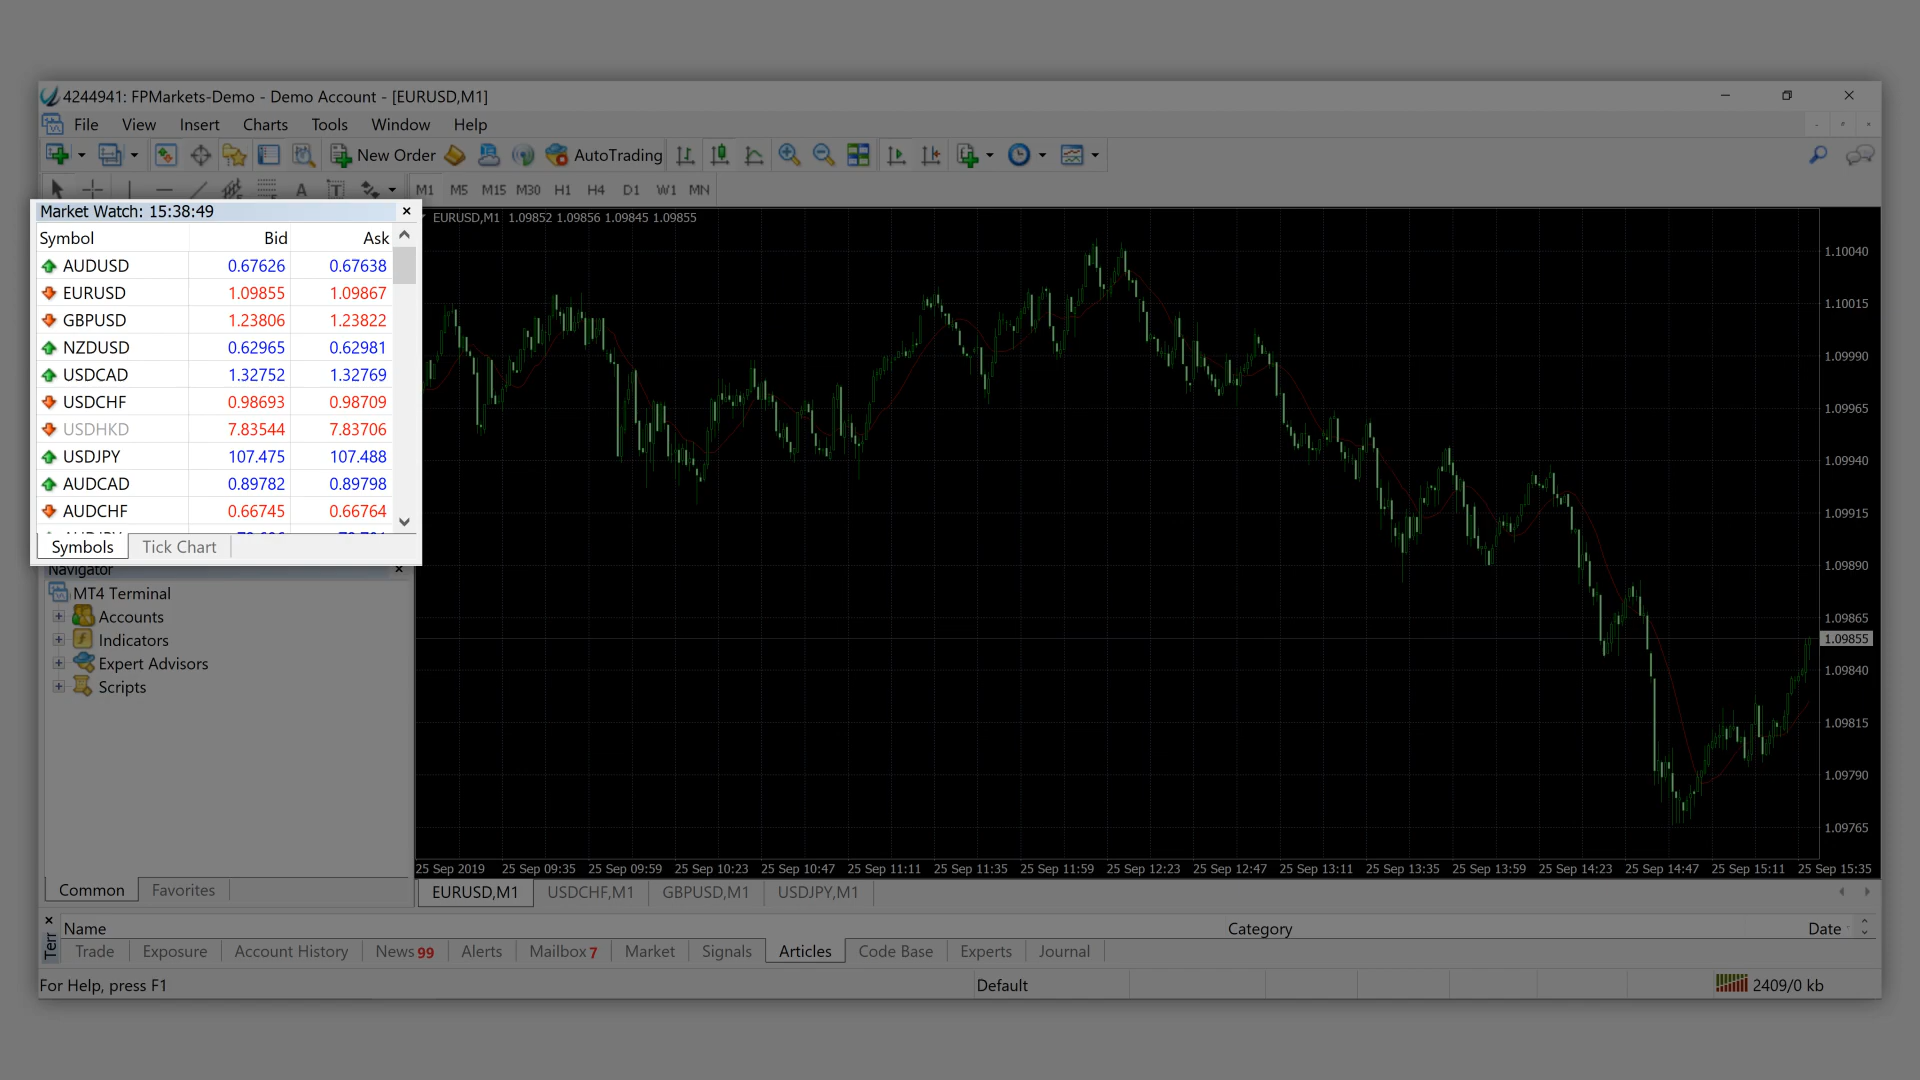 4244941: FPMarkets-Demo - Demo Account - [EURUSD,M1]
File View Insert Charts Tools Window Help
New Order AutoTrading
A T M1 M5 M15 M30 H1 H4 D1 W1 MN
Market Watch: 15:38:49
Symbol Bid Ask
AUDUSD 0.67626 0.67638
EURUSD 1.09855 1.09867
GBPUSD 1.23806 1.23822
NZDUSD 0.62965 0.62981
USDCAD 1.32752 1.32769
USDCHF 0.98693 0.98709
USDHKD 7.83544 7.83706
USDJPY 107.475 107.488
AUDCAD 0.89782 0.89798
AUDCHF 0.66745 0.66764
Symbols Tick Chart
Navigator
MT4 Terminal
Accounts
Indicators
Expert Advisors
Scripts
Common Favorites
EURUSD,M1 1.09852 1.09856 1.09845 1.09855
1.10040
1.10015
1.09990
1.09965
1.09940
1.09915
1.09890
1.09865
1.09855
1.09840
1.09815
1.09790
1.09765
25 Sep 2019 25 Sep 09:35 25 Sep 09:59 25 Sep 10:23 25 Sep 10:47 25 Sep 11:11 25 Sep 11:35 25 Sep 11:59 25 Sep 12:23 25 Sep 12:47 25 Sep 13:11 25 Sep 13:35 25 Sep 13:59 25 Sep 14:23 25 Sep 14:47 25 Sep 15:11 25 Sep 15:35
EURUSD,M1 USDCHF,M1 GBPUSD,M1 USDJPY,M1
Terr
Name Category Date
Trade Exposure Account History News 99 Alerts Mailbox 7 Market Signals Articles Code Base Experts Journal
For Help, press F1 Default 2409/0 kb